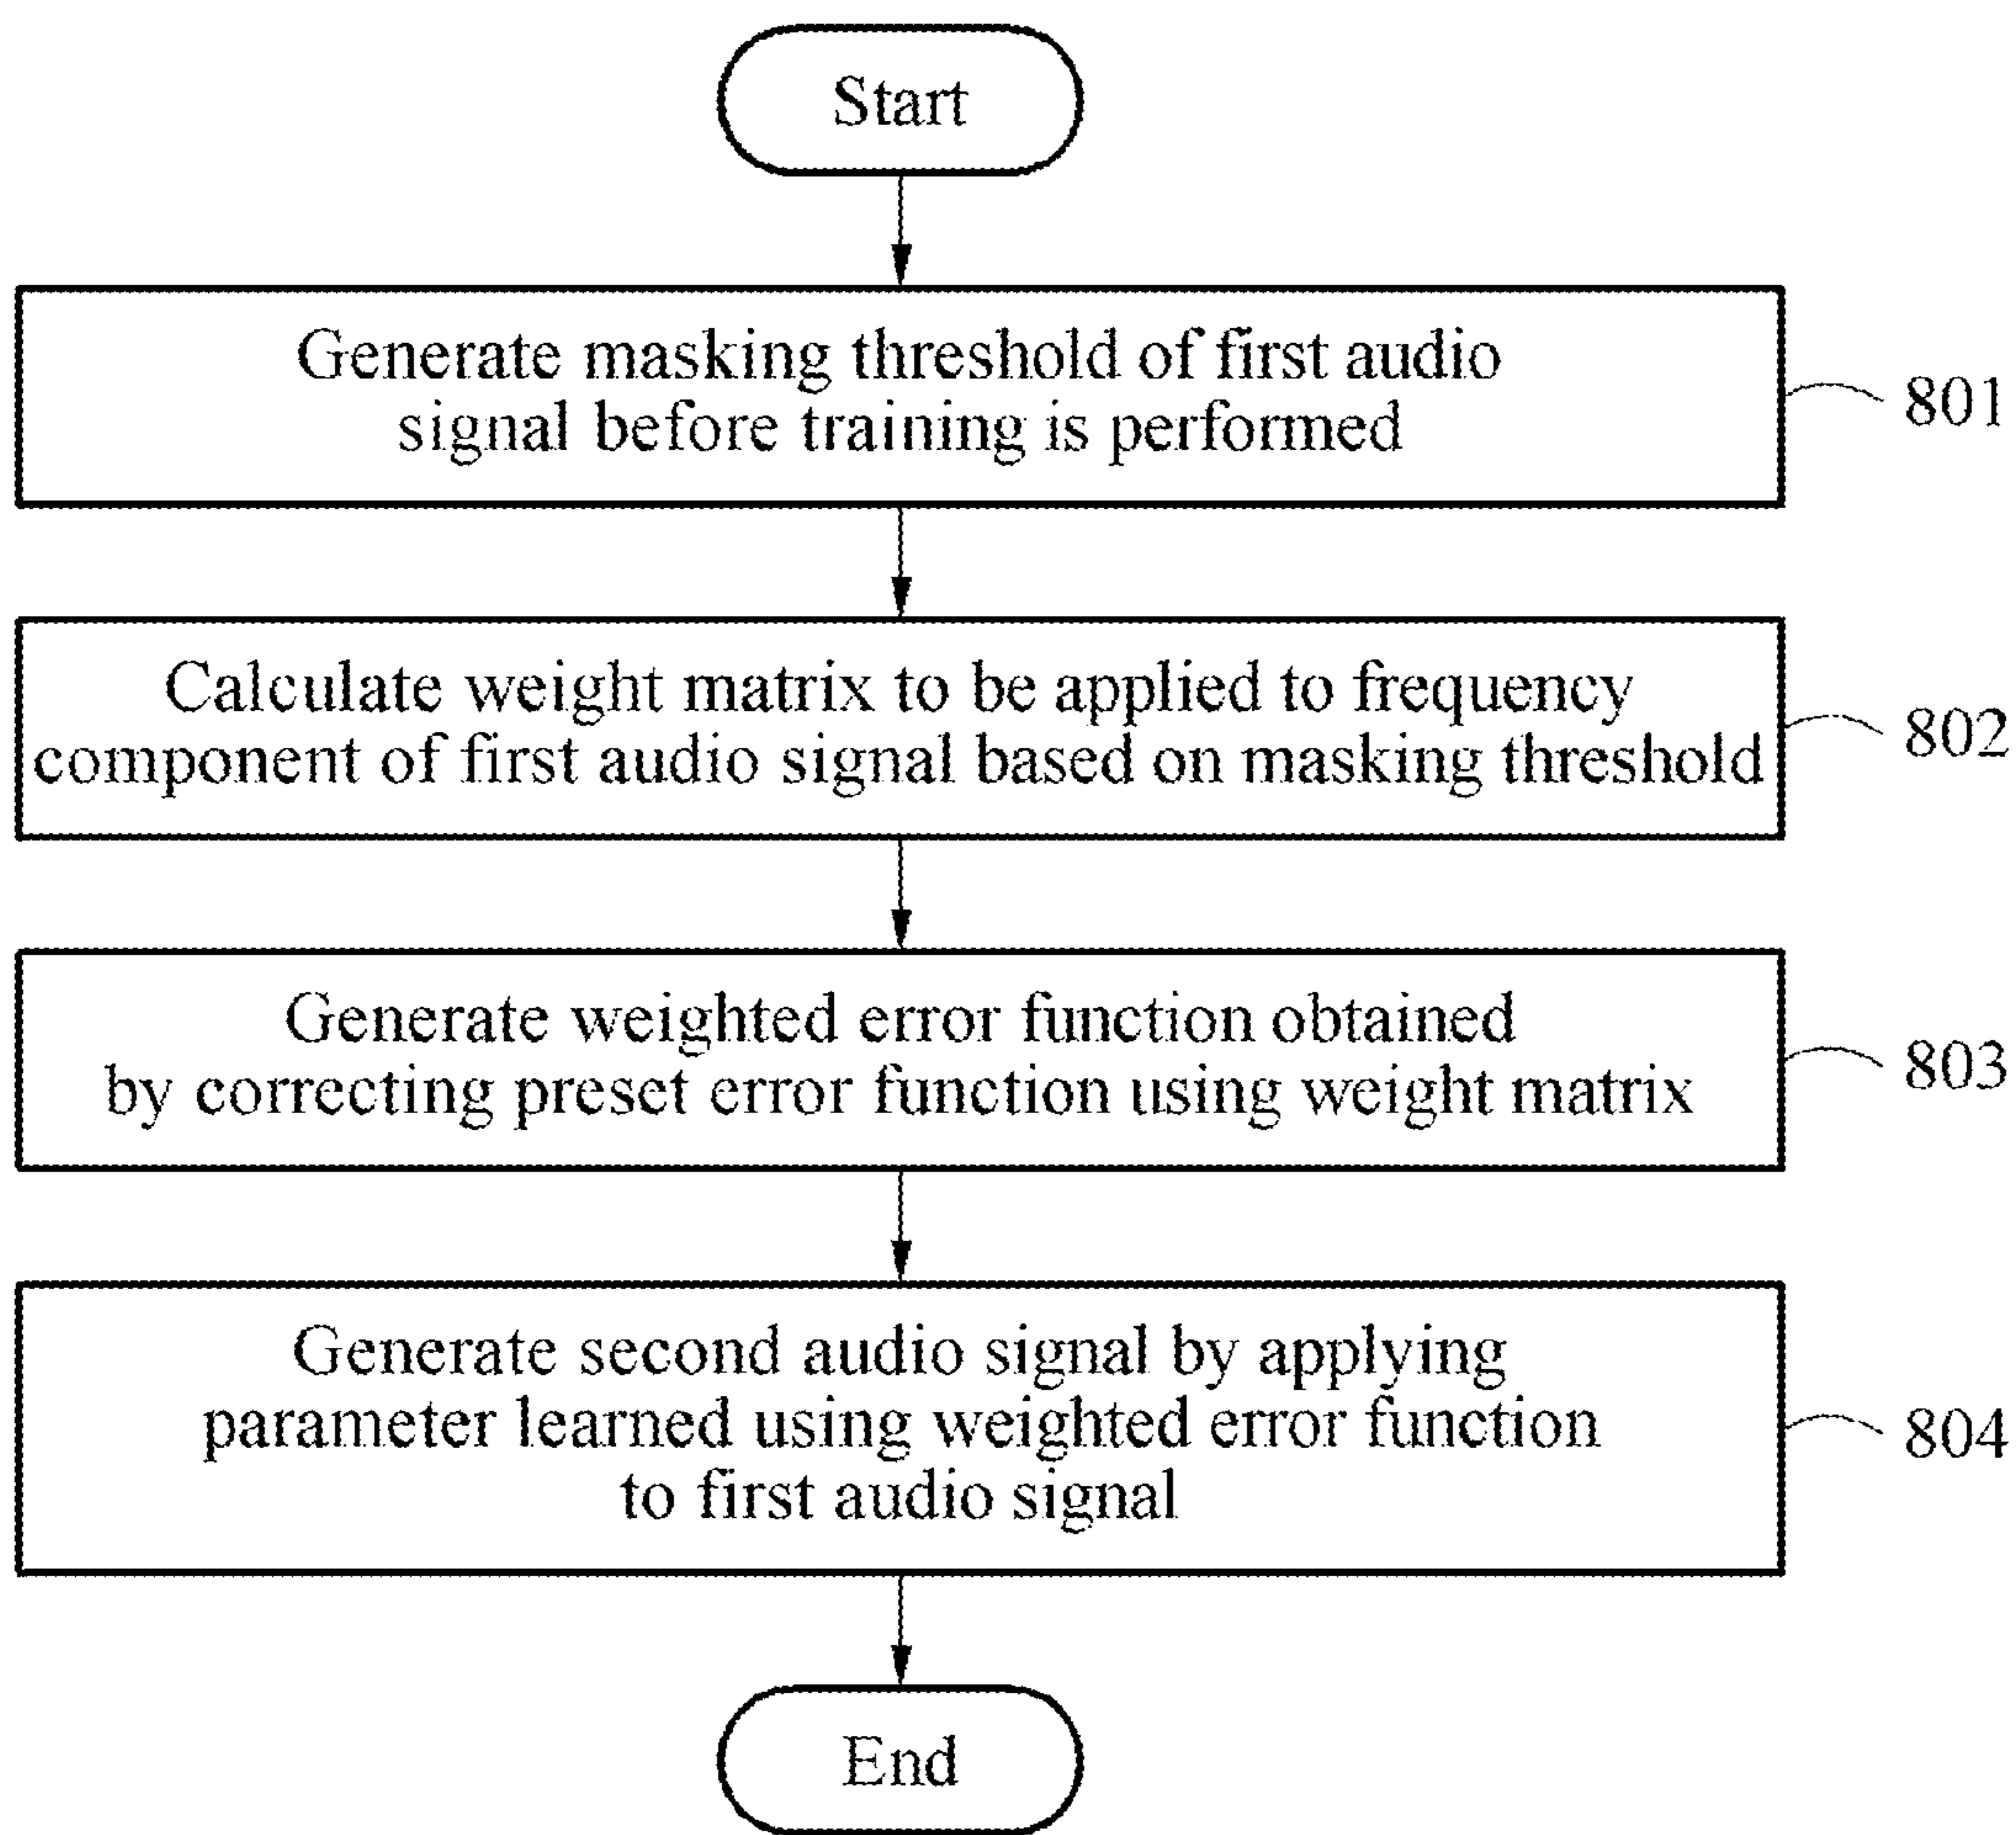 Start
Generate masking threshold of first audio
signal before training is performed
801
Calculate weight matrix to be applied to frequency
component of first audio signal based on masking threshold
802
Generate weighted error function obtained
by correcting preset error function using weight matrix
803
Generate second audio signal by applying
parameter learned using weighted error function
to first audio signal
804
End